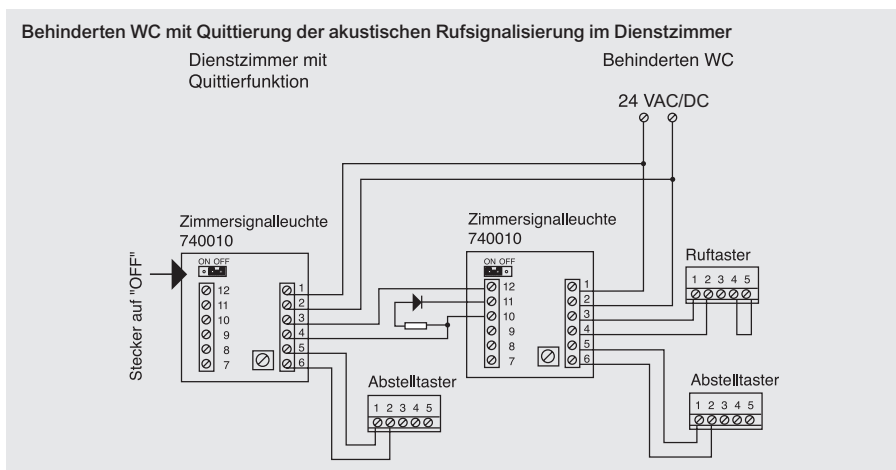 Behinderten WC mit Quittierung der akustischen Rufsignalisierung im Dienstzimmer
Dienstzimmer mit
Quittierfunktion
Behinderten WC
24 VAC/DC
Zimmersignalleuchte
740010
Zimmersignalleuchte
740010
Stecker auf "OFF"
ON OFF
12
11
10
9
8
7
1
2
3
4
5
6
ON OFF
12
11
10
9
8
7
1
2
3
4
5
6
Ruftaster
1 2 3 4 5
Abstelltaster
1 2 3 4 5
Abstelltaster
1 2 3 4 5